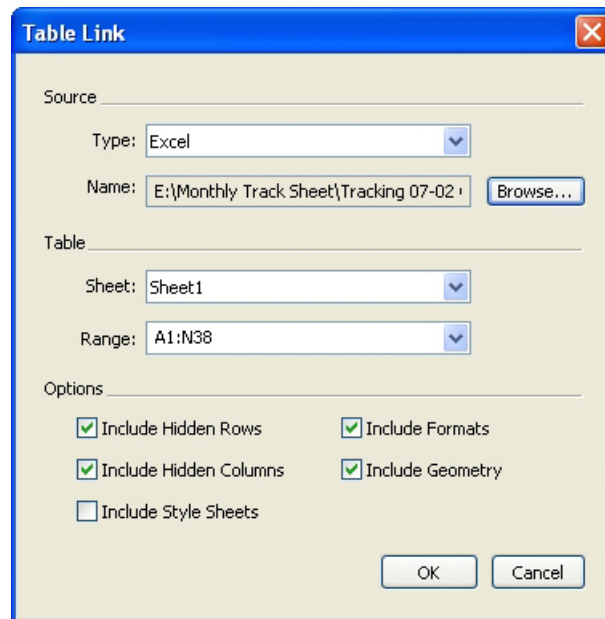 Table Link
Source
Type: Excel
Name: E:\Monthly Track Sheet\Tracking 07-02 Browse...
Table
Sheet: Sheet1
Range: A1:N38
Options
Include Hidden Rows Include Formats
Include Hidden Columns Include Geometry
Include Style Sheets
OK Cancel